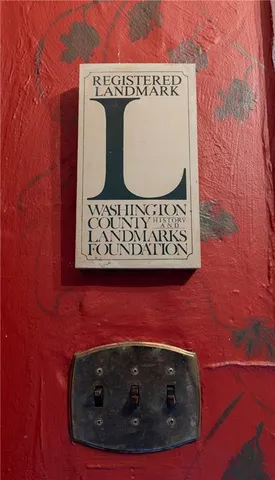 REGISTERED
LANDMARK
L
WASHINGTON
COUNTY HISTORY AND
LANDMARKS
FOUNDATION